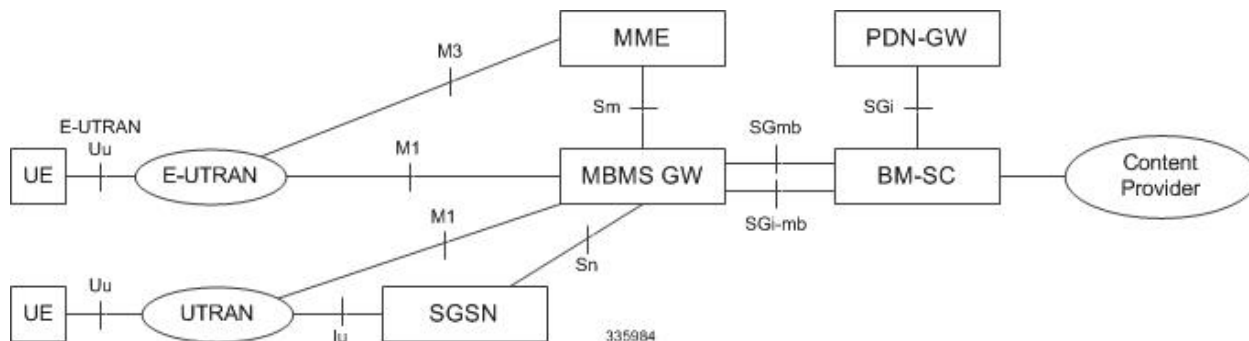 MME
PDN-GW
M3
Sm
SGi
E-UTRAN
Uu
SGmb
M1
UE
E-UTRAN
MBMS GW
BM-SC
Content
Provider
SGi-mb
M1
Sn
Uu
UE
UTRAN
SGSN
Iu
335984